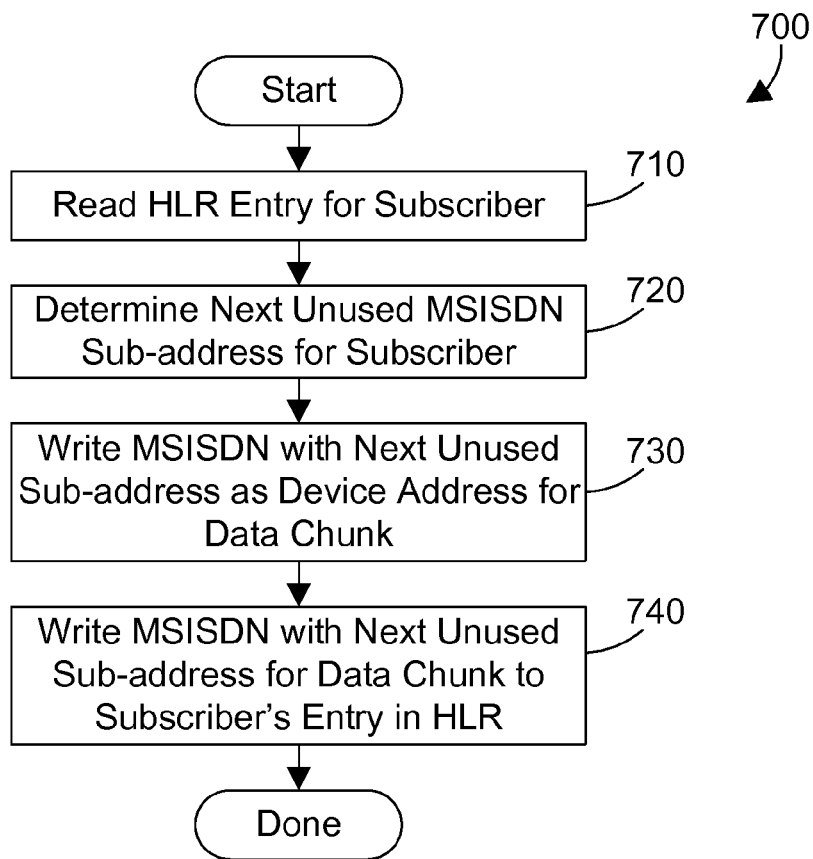 700
Start
710
Read HLR Entry for Subscriber
720
Determine Next Unused MSISDN
Sub-address for Subscriber
Write MSISDN with Next Unused
730
Sub-address as Device Address for
Data Chunk
740
Write MSISDN with Next Unused
Sub-address for Data Chunk to
Subscriber's Entry in HLR
Done